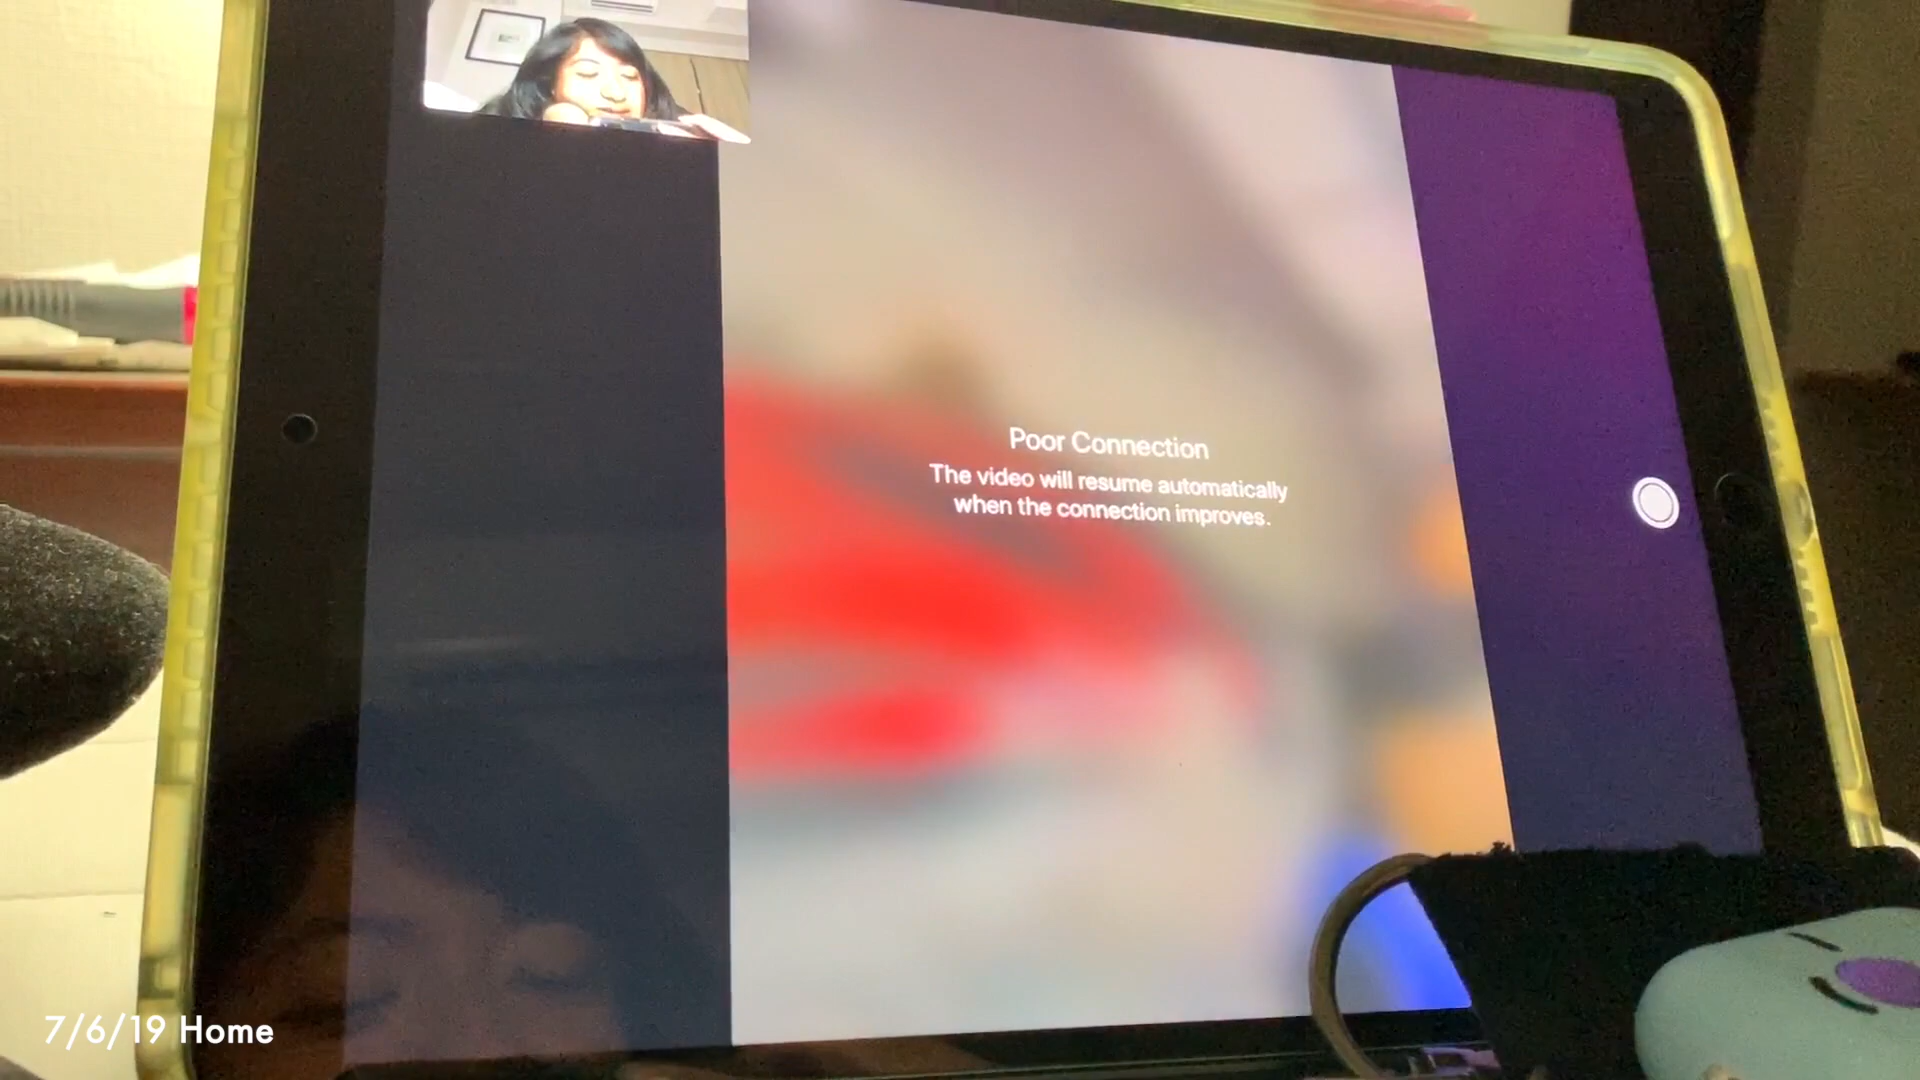 Poor Connection
The video will resume automatically
when the connection improves.
7/6/19 Home